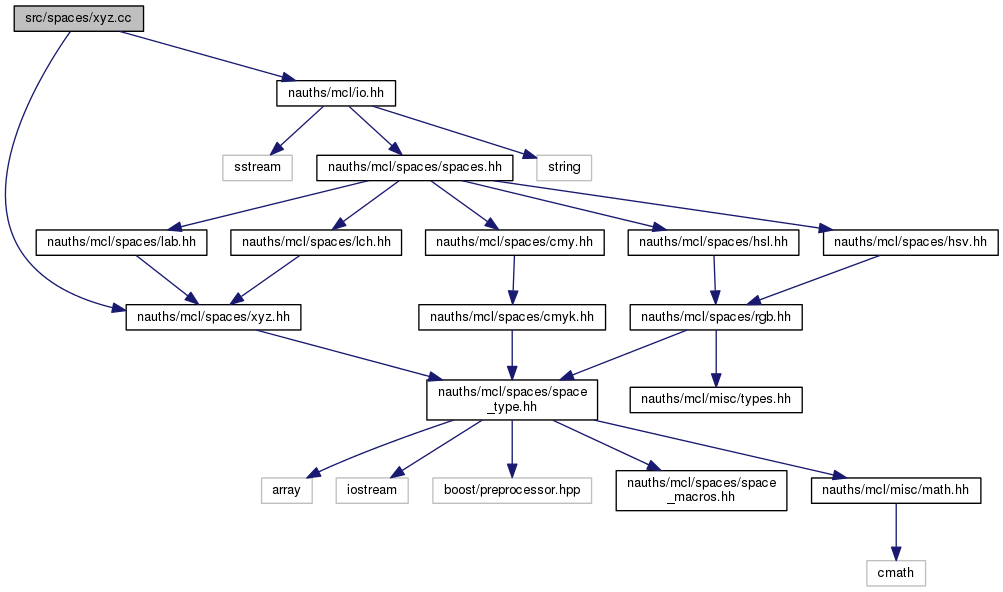 src/spaces/xyz.cc
nauths/mcl/io.hh
sstream
nauths/mcl/spaces/spaces.hh
string
nauths/mcl/spaces/lab.hh
nauths/mcl/spaces/lch.hh
nauths/mcl/spaces/cmy.hh
nauths/mcl/spaces/hsl.hh
nauths/mcl/spaces/hsv.hh
nauths/mcl/spaces/xyz.hh
nauths/mcl/spaces/cmyk.hh
nauths/mcl/spaces/rgb.hh
nauths/mcl/spaces/space
_type.hh
nauths/mcl/misc/types.hh
array
iostream
boost/preprocessor.hpp
nauths/mcl/spaces/space
_macros.hh
nauths/mcl/misc/math.hh
cmath